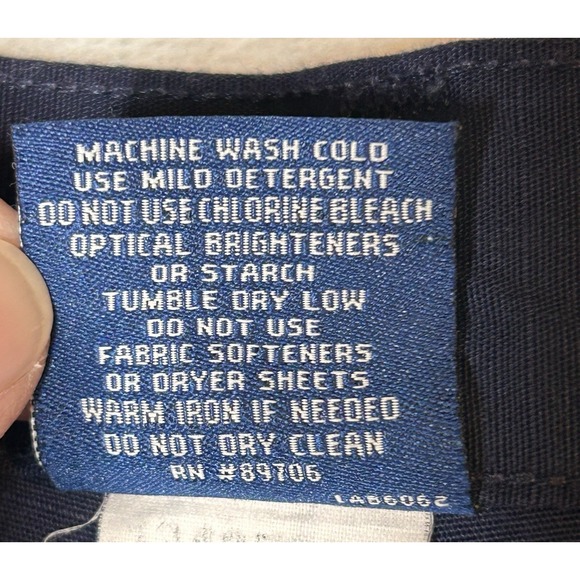 MACHINE WASH COLD
USE MILD DETERGENT
DO NOT USE CHLORINE BLEACH
OPTICAL BRIGHTENERS
OR STARCH
TUMBLE DRY LOW
DO NOT USE
FABRIC SOFTENERS
OR DRYER SHEETS
WARM IRON IF NEEDED
DO NOT DRY CLEAN
RN #89706
LAB6062